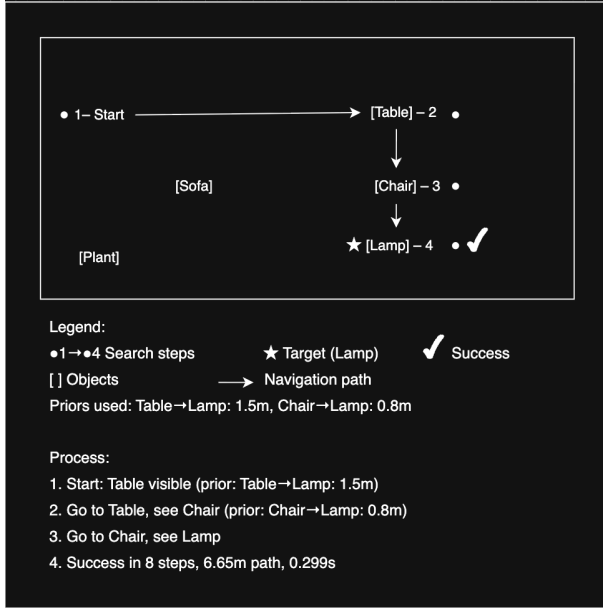 ● 1– Start ⟶ [Table] – 2 ●
[Sofa] [Chair] – 3 ●
★ [Lamp] – 4 ● ✓
[Plant]
Legend:
●1→●4 Search steps ★ Target (Lamp) ✓ Success
[ ] Objects ⟶ Navigation path
Priors used: Table→Lamp: 1.5m, Chair→Lamp: 0.8m
Process:
1. Start: Table visible (prior: Table→Lamp: 1.5m)
2. Go to Table, see Chair (prior: Chair→Lamp: 0.8m)
3. Go to Chair, see Lamp
4. Success in 8 steps, 6.65m path, 0.299s